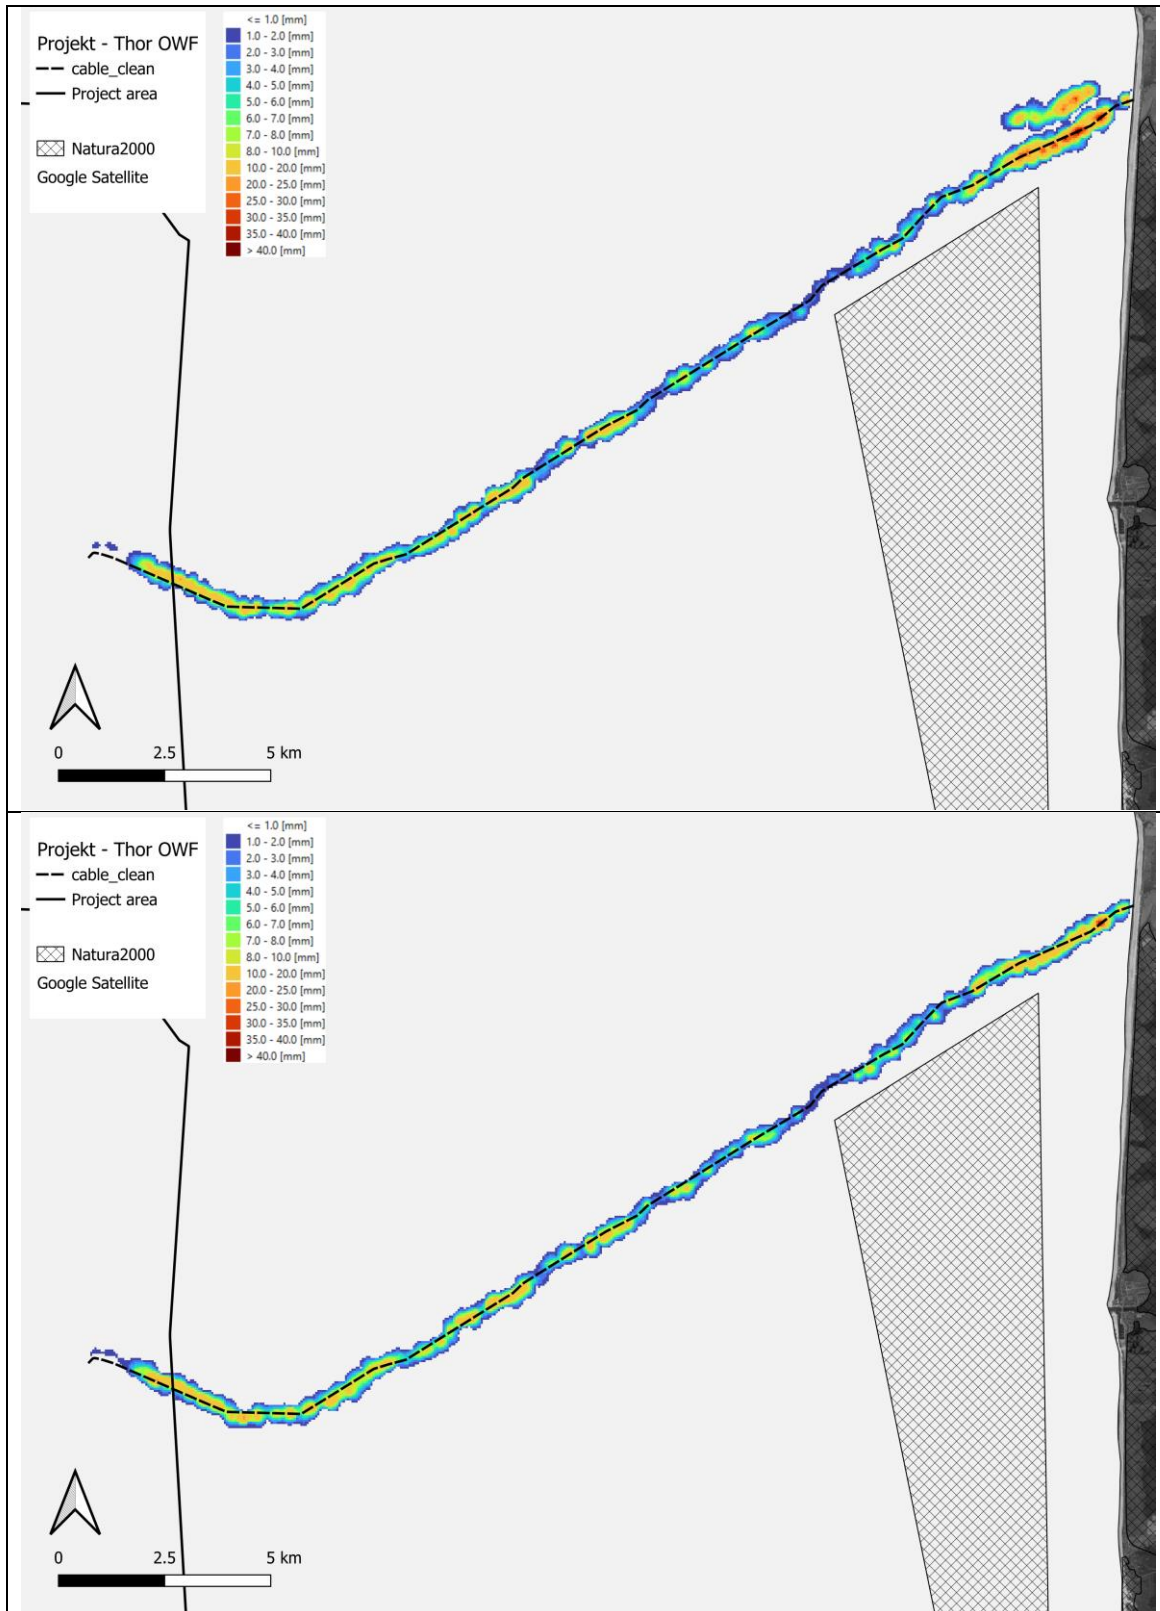 Projekt - Thor OWF
cable_clean
Project area
Natura2000
Google Satellite
<= 1.0 [mm]
1.0 - 2.0 [mm]
2.0 - 3.0 [mm]
3.0 - 4.0 [mm]
4.0 - 5.0 [mm]
5.0 - 6.0 [mm]
6.0 - 7.0 [mm]
7.0 - 8.0 [mm]
8.0 - 10.0 [mm]
10.0 - 20.0 [mm]
20.0 - 25.0 [mm]
25.0 - 30.0 [mm]
30.0 - 35.0 [mm]
35.0 - 40.0 [mm]
> 40.0 [mm]
0 2.5 5 km
Projekt - Thor OWF
cable_clean
Project area
Natura2000
Google Satellite
<= 1.0 [mm]
1.0 - 2.0 [mm]
2.0 - 3.0 [mm]
3.0 - 4.0 [mm]
4.0 - 5.0 [mm]
5.0 - 6.0 [mm]
6.0 - 7.0 [mm]
7.0 - 8.0 [mm]
8.0 - 10.0 [mm]
10.0 - 20.0 [mm]
20.0 - 25.0 [mm]
25.0 - 30.0 [mm]
30.0 - 35.0 [mm]
35.0 - 40.0 [mm]
> 40.0 [mm]
0 2.5 5 km